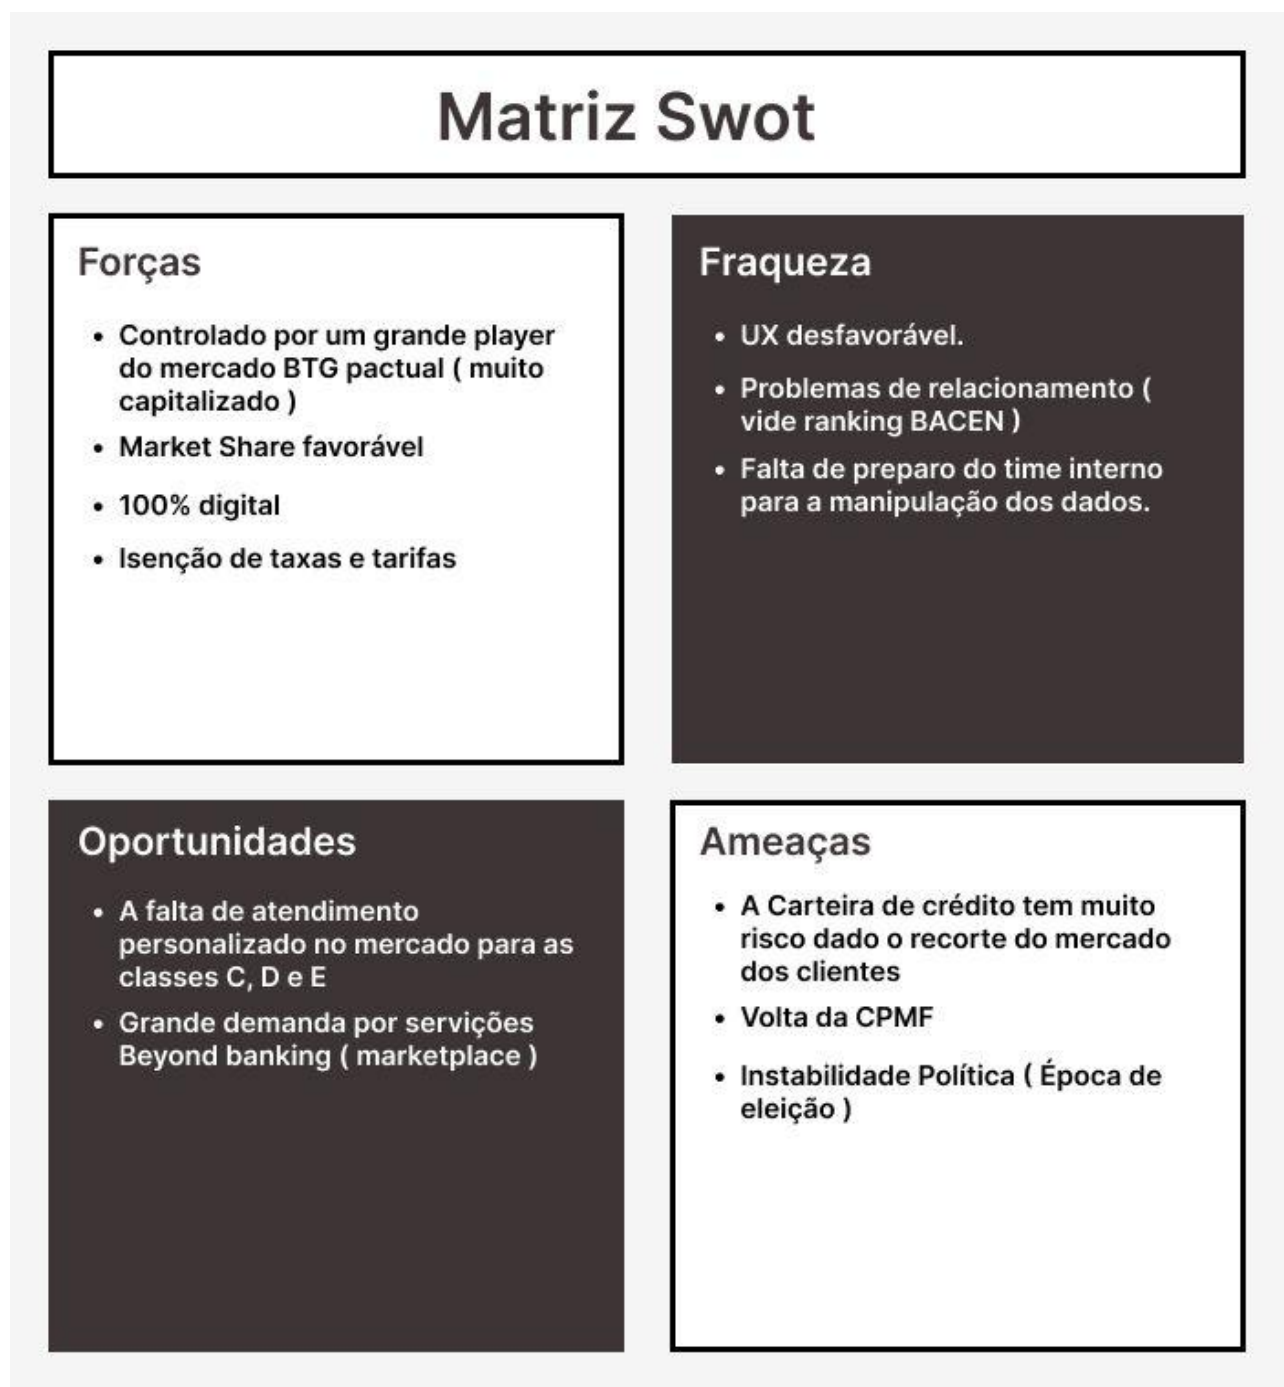 Matriz Swot
Forças
• Controlado por um grande player
do mercado BTG pactual ( muito
capitalizado )
• Market Share favorável
• 100% digital
• Isenção de taxas e tarifas
Fraqueza
• UX desfavorável.
• Problemas de relacionamento (
vide ranking BACEN )
• Falta de preparo do time interno
para a manipulação dos dados.
Oportunidades
• A falta de atendimento
personalizado no mercado para as
classes C, D e E
• Grande demanda por servições
Beyond banking ( marketplace )
Ameaças
• A Carteira de crédito tem muito
risco dado o recorte do mercado
dos clientes
• Volta da CPMF
• Instabilidade Política ( Época de
eleição )